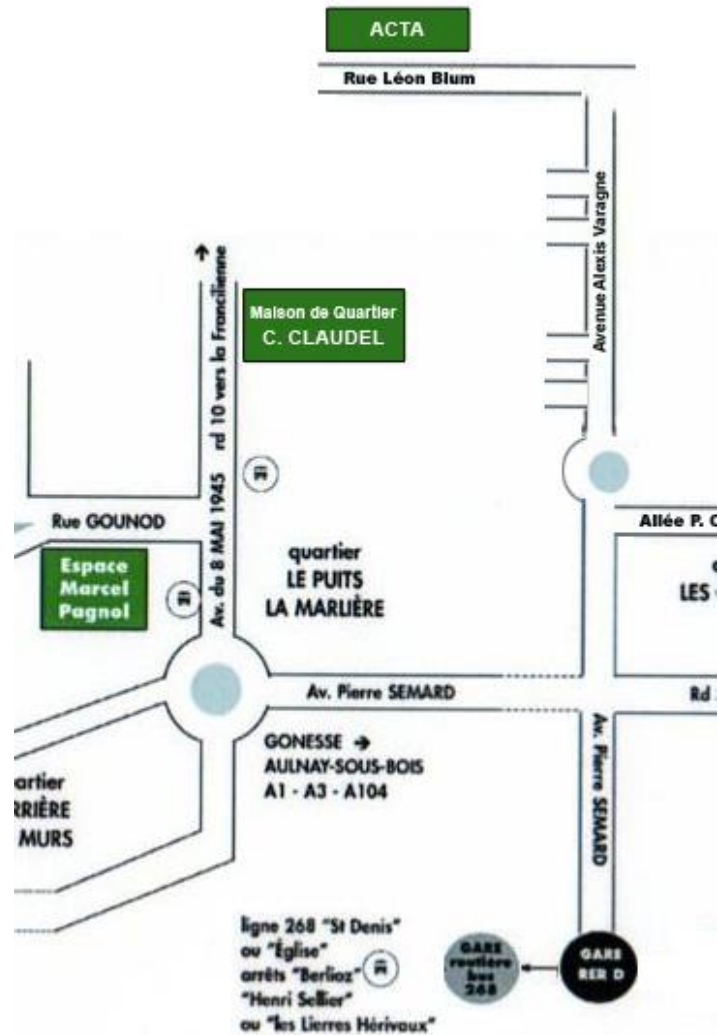 ACTA
Rue Léon Blum
Avenue Alexis Varagne
rd 10 vers la Francilienne
Maison de Quartier
C. CLAUDEL
Av. du 8 MAI 1945
Rue GOUNOD
Allée P.
Espace
Marcel
Pagnol
quartier
LE PUITS
LA MARLIÈRE
LES
Av. Pierre SEMARD
Rd
Av. Pierre SEMARD
GONESSE →
AULNAY-SOUS-BOIS
A1 - A3 - A104
MURS
ligne 268 "St Denis"
ou "Église"
arrêts "Berlioz"
"Henri Sellier"
ou "les Lierres Hérivaux"
GARE
routière
bus
268
GARE
RER D